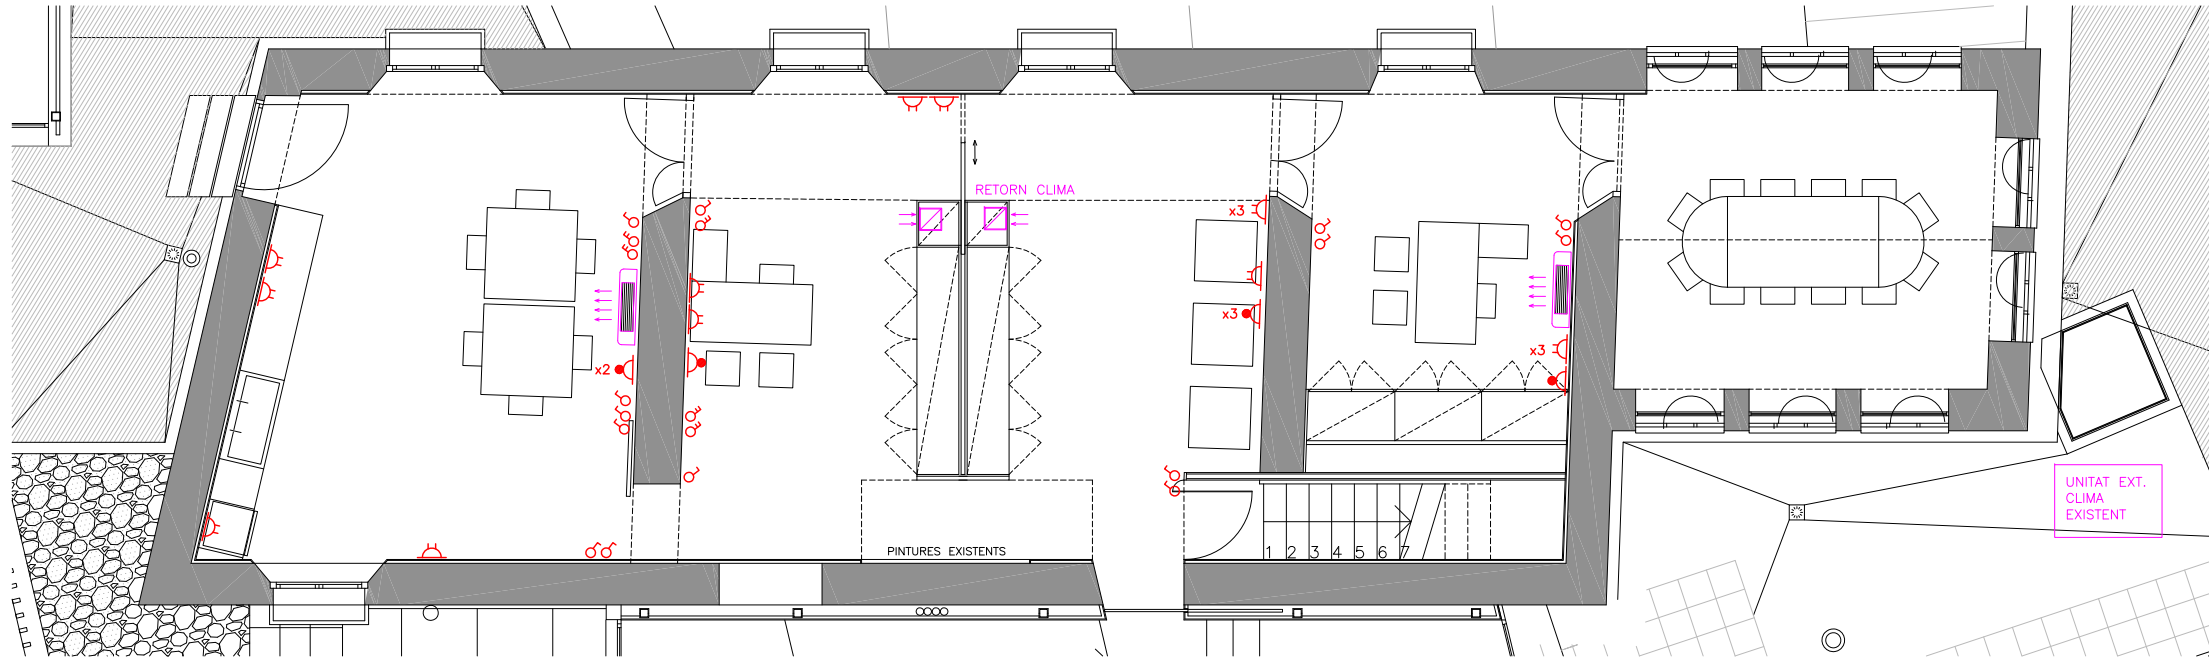 RETORN CLIMA
x3
x3
x3
x2
UNITAT EXT.
CLIMA
EXISTENT
PINTURES EXISTENTS
1 2 3 4 5 6 7